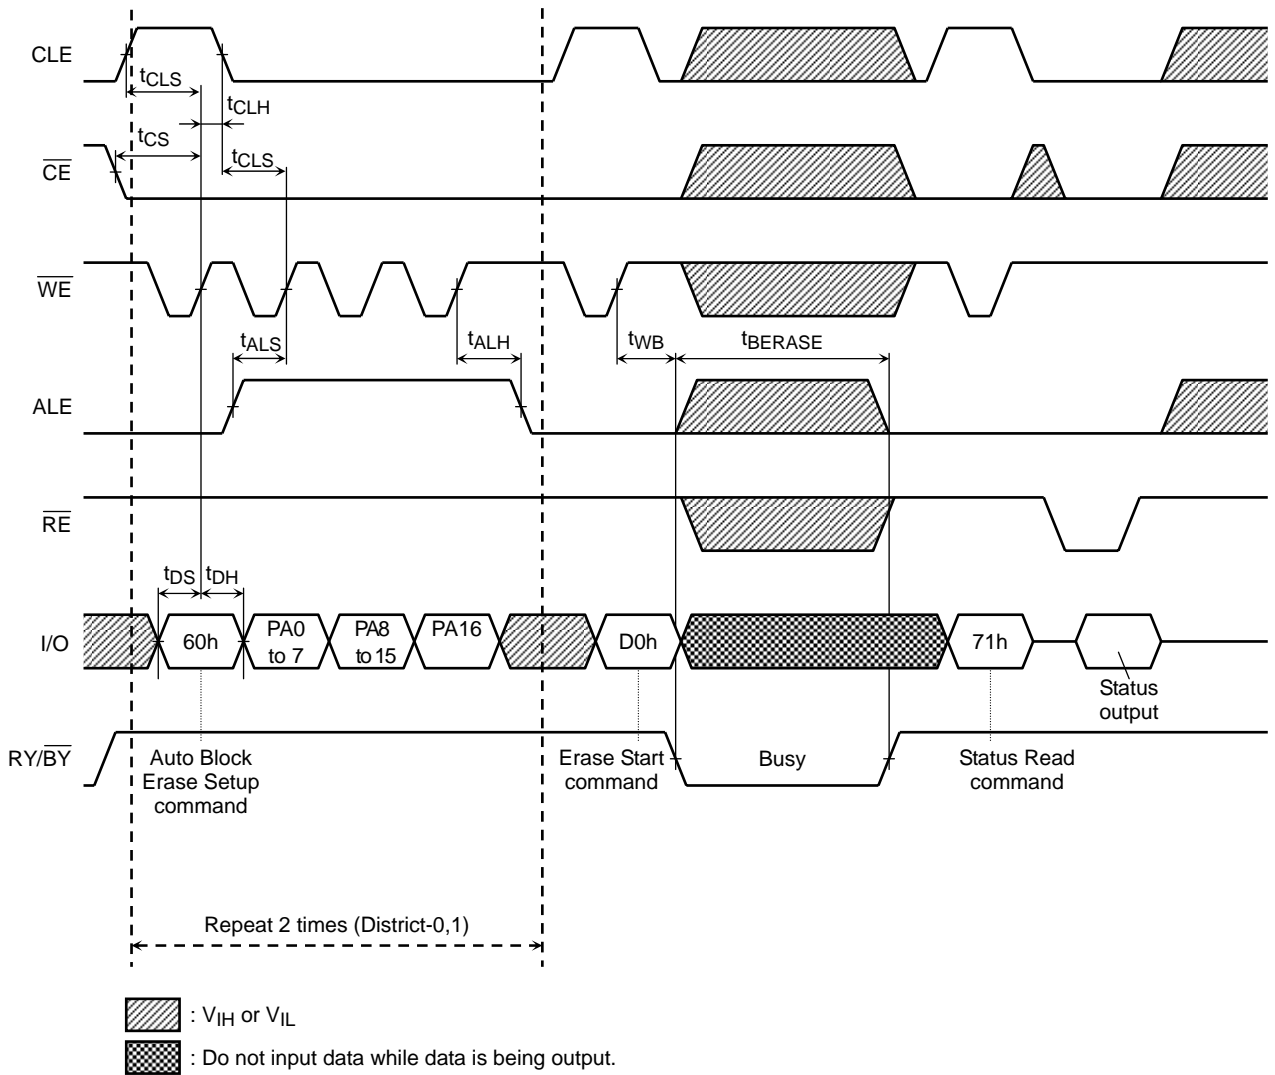 CLE
tCLS
tCLH
tCS
tCLS
CE
WE
tALS
tALH
tWB
tBERASE
ALE
RE
tDS
tDH
I/O
60h
PA0
to 7
PA8
to 15
PA16
D0h
71h
Status
output
RY/BY
Auto Block
Erase Setup
command
Erase Start
command
Busy
Status Read
command
Repeat 2 times (District-0,1)
: VIH or VIL
: Do not input data while data is being output.